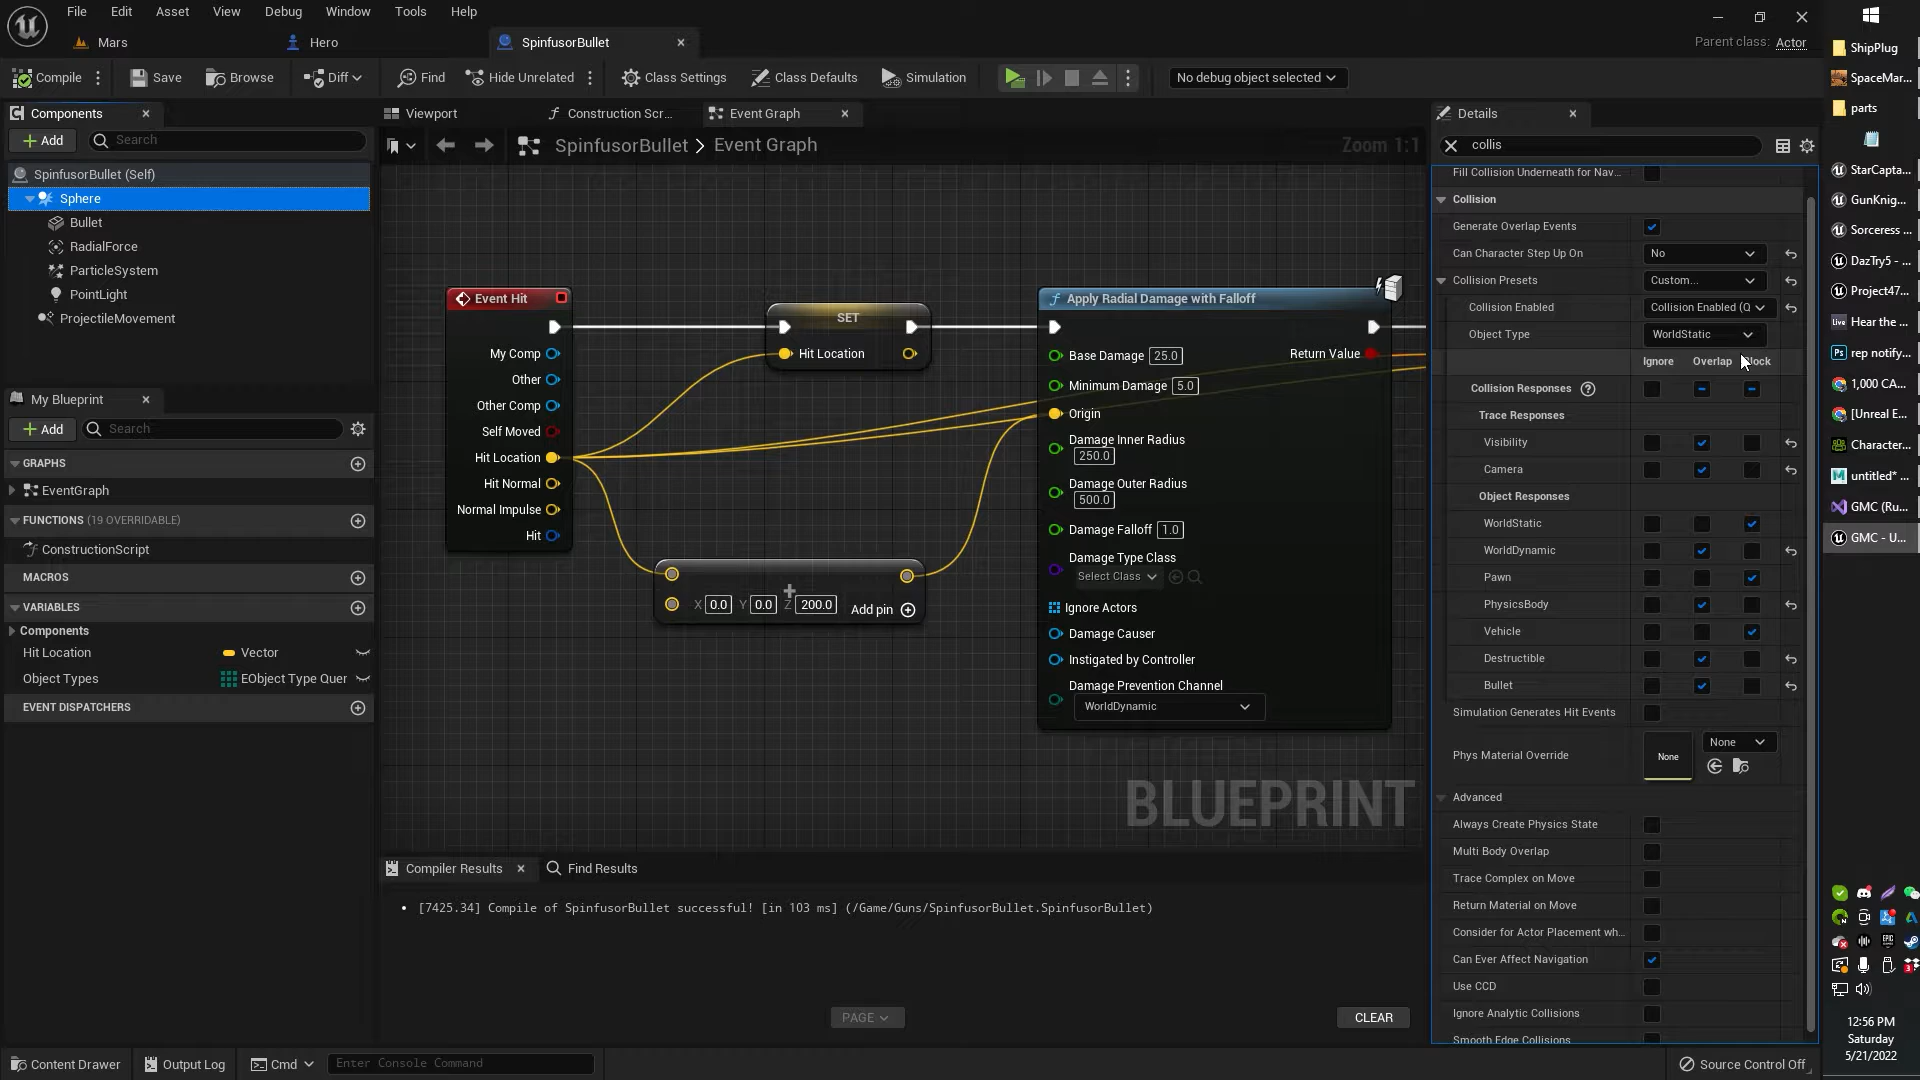 File Edit Asset View Debug Window Tools Help
Mars Hero SpinfusorBullet
Parent class: Actor
Compile Save Browse Diff Find Hide Unrelated Class Settings Class Defaults Simulation No debug object selected
Components
Add Search
SpinfusorBullet (Self)
Sphere
Bullet
RadialForce
ParticleSystem
PointLight
ProjectileMovement
My Blueprint
Add Search
GRAPHS
EventGraph
FUNCTIONS (19 OVERRIDABLE)
ConstructionScript
MACROS
VARIABLES
Components
Hit Location Vector
Object Types EObject Type Quer
EVENT DISPATCHERS
Viewport Construction Scr... Event Graph
SpinfusorBullet > Event Graph Zoom 1:1
Event Hit
My Comp
Other
Other Comp
Self Moved
Hit Location
Hit Normal
Normal Impulse
Hit
SET
Hit Location
X 0.0 Y 0.0 Z 200.0 Add pin
Apply Radial Damage with Falloff
Base Damage 25.0 Return Value
Minimum Damage 5.0
Origin
Damage Inner Radius
250.0
Damage Outer Radius
500.0
Damage Falloff 1.0
Damage Type Class
Select Class
Ignore Actors
Damage Causer
Instigated by Controller
Damage Prevention Channel
WorldDynamic
BLUEPRINT
Compiler Results Find Results
[7425.34] Compile of SpinfusorBullet successful! [in 103 ms] (/Game/Guns/SpinfusorBullet.SpinfusorBullet)
PAGE CLEAR
Details
collis
Fill Collision Underneath for Nav...
Collision
Generate Overlap Events
Can Character Step Up On No
Collision Presets Custom...
Collision Enabled Collision Enabled (Q
Object Type WorldStatic
Ignore Overlap lock
Collision Responses ?
Trace Responses
Visibility
Camera
Object Responses
WorldStatic
WorldDynamic
Pawn
PhysicsBody
Vehicle
Destructible
Bullet
Simulation Generates Hit Events
Phys Material Override None None
Advanced
Always Create Physics State
Multi Body Overlap
Trace Complex on Move
Return Material on Move
Consider for Actor Placement wh...
Can Ever Affect Navigation
Use CCD
Ignore Analytic Collisions
Smooth Edge Collisions
Content Drawer Output Log Cmd Enter Console Command Source Control Off
ShipPlug
SpaceMar...
parts
StarCapta...
GunKnig...
Sorceress ...
DazTry5 - ...
Project47...
Live Hear the ...
Ps rep notify...
1,000 CA...
[Unreal E...
Character...
untitled* ...
GMC (Ru...
GMC - U...
12:56 PM
Saturday
5/21/2022